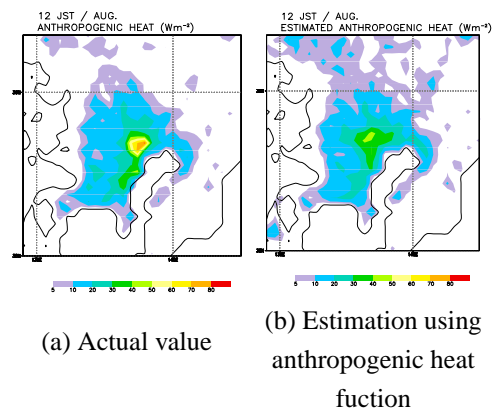 12 JST / AUG.
ANTHROPOGENIC HEAT (Wm⁻²)
5 10 20 30 40 50 60 70 80
(a) Actual value
12 JST / AUG.
ESTIMATED ANTHROPOGENIC HEAT (Wm⁻²)
5 10 20 30 40 50 60 70 80
(b) Estimation using
anthropogenic heat
fuction